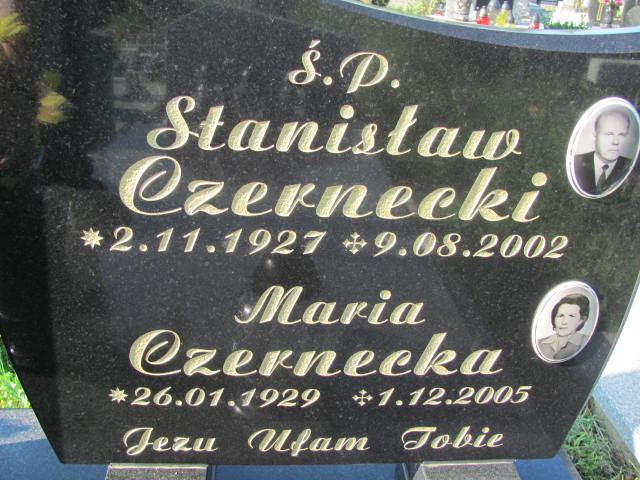 Ś.P.
Stanisław
Czernecki
* 2.11.1927 ✣ 9.08.2002
Maria
Czernecka
* 26.01.1929 ✣ 1.12.2005
Jezu Ufam Tobie